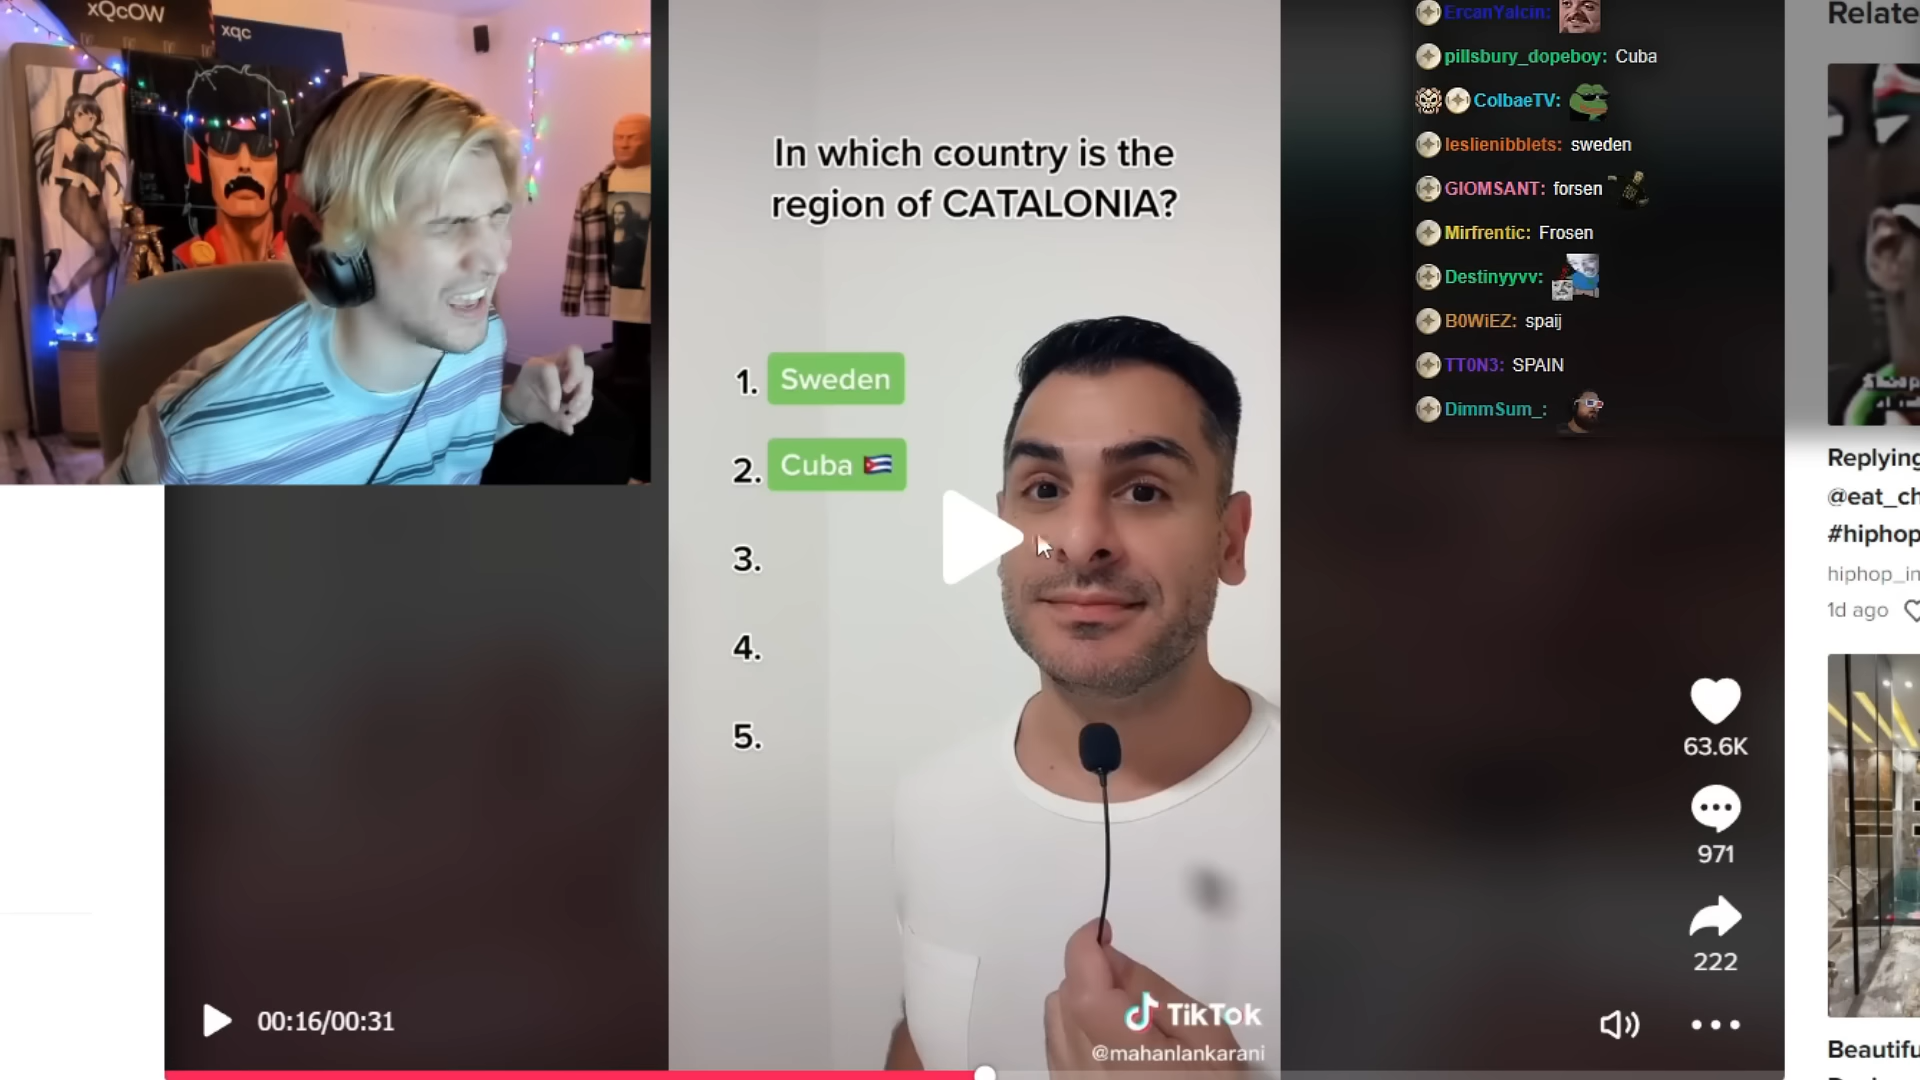 xQcOW
xqc
In which country is the
region of CATALONIA?
1. Sweden
2. Cuba
3.
4.
5.
TikTok
@mahanlankarani
00:16/00:31
ErcanYalcin:
pillsbury_dopeboy: Cuba
ColbaeTV:
leslienibblets: sweden
GIOMSANT: forsen
Mirfrentic: Frosen
Destinyyvv:
B0WiEZ: spaij
TT0N3: SPAIN
DimmSum_:
63.6K
971
222
Relate
Replying
@eat_ch
#hiphop
hiphop_in
1d ago
Beautifu